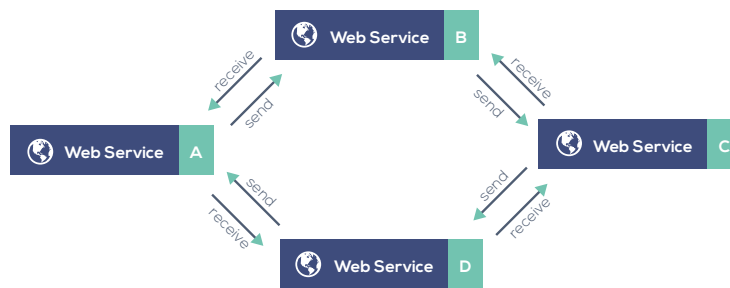 Web Service B
receive
send
receive
send
Web Service A
Web Service C
send
receive
send
receive
Web Service D